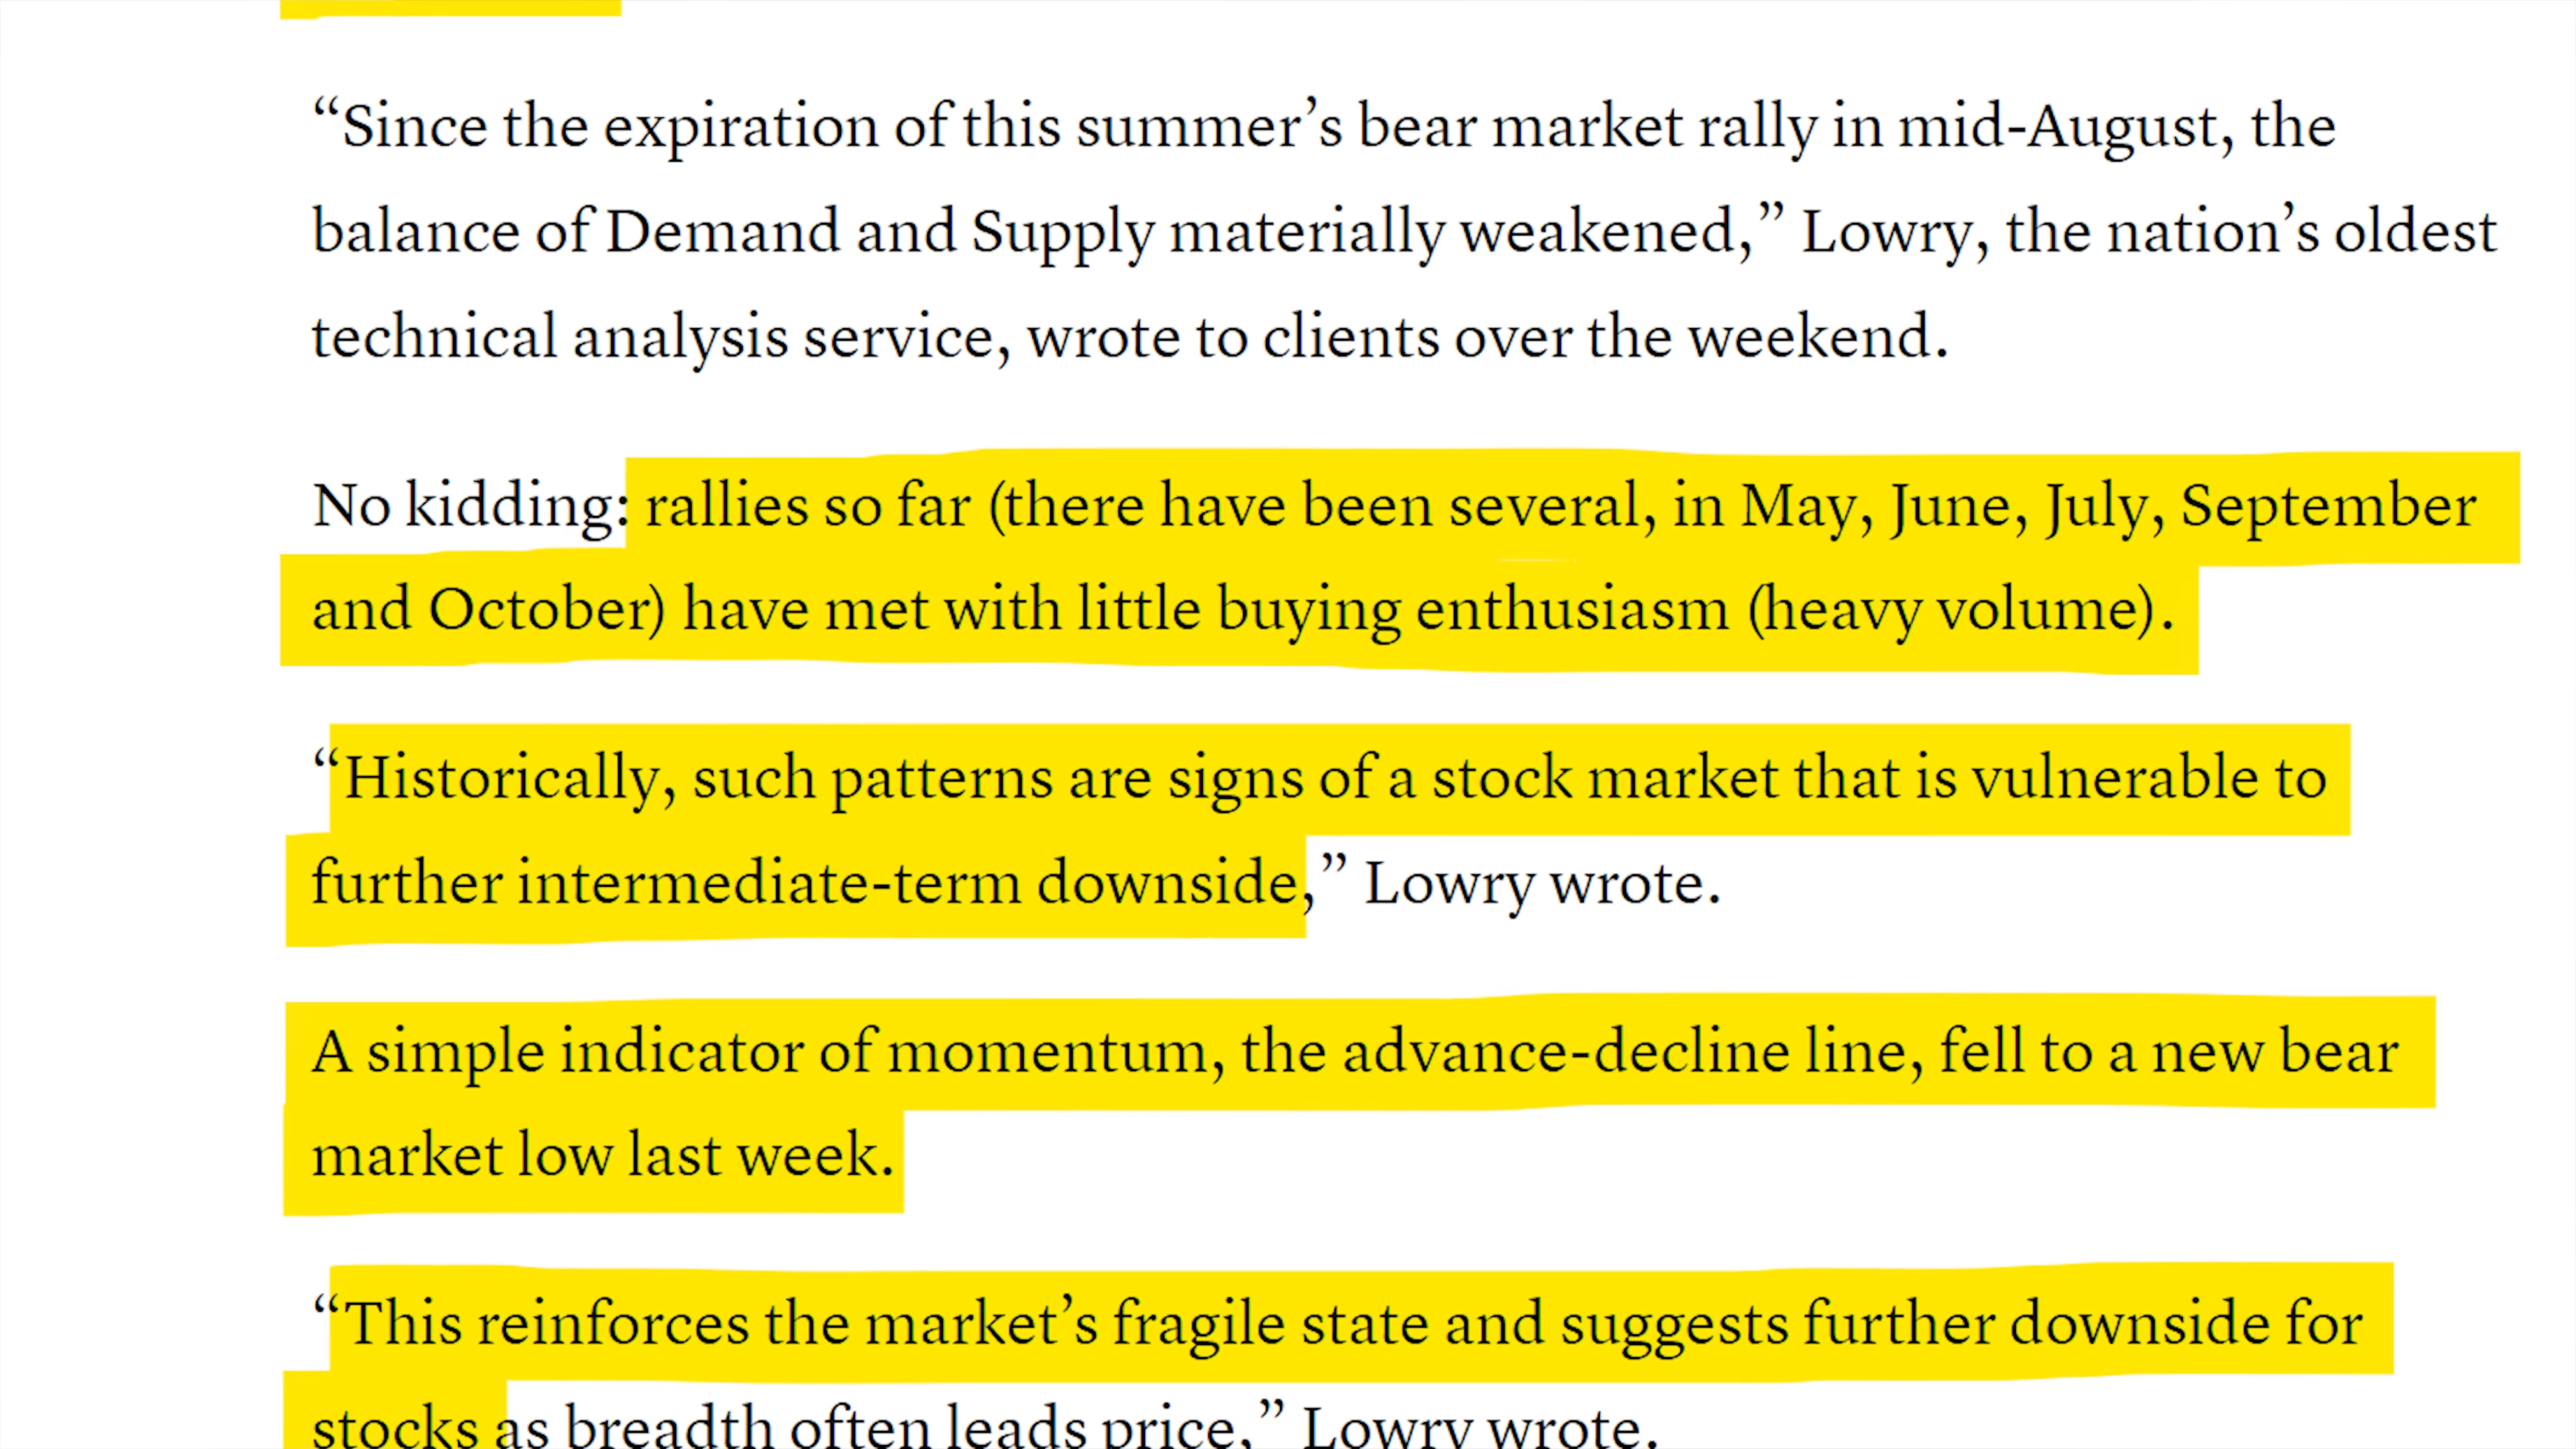 “Since the expiration of this summer’s bear market rally in mid-August, the
balance of Demand and Supply materially weakened,” Lowry, the nation’s oldest
technical analysis service, wrote to clients over the weekend.
No kidding: rallies so far (there have been several, in May, June, July, September
and October) have met with little buying enthusiasm (heavy volume).
“Historically, such patterns are signs of a stock market that is vulnerable to
further intermediate-term downside,” Lowry wrote.
A simple indicator of momentum, the advance-decline line, fell to a new bear
market low last week.
“This reinforces the market’s fragile state and suggests further downside for
stocks as breadth often leads price,” Lowry wrote.